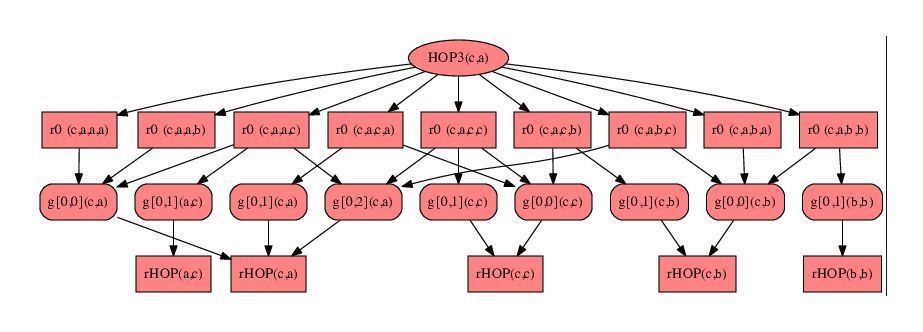 HOP3(c,a)
r0 (c,a,a,a) r0 (c,a,a,b) r0 (c,a,a,c) r0 (c,a,c,a) r0 (c,a,c,c) r0 (c,a,c,b) r0 (c,a,b,c) r0 (c,a,b,a) r0 (c,a,b,b)
g[0,0](c,a) g[0,1](a,c) g[0,1](c,a) g[0,2](c,a) g[0,1](c,c) g[0,0](c,c) g[0,1](c,b) g[0,0](c,b) g[0,1](b,b)
rHOP(a,c) rHOP(c,a) rHOP(c,c) rHOP(c,b) rHOP(b,b)